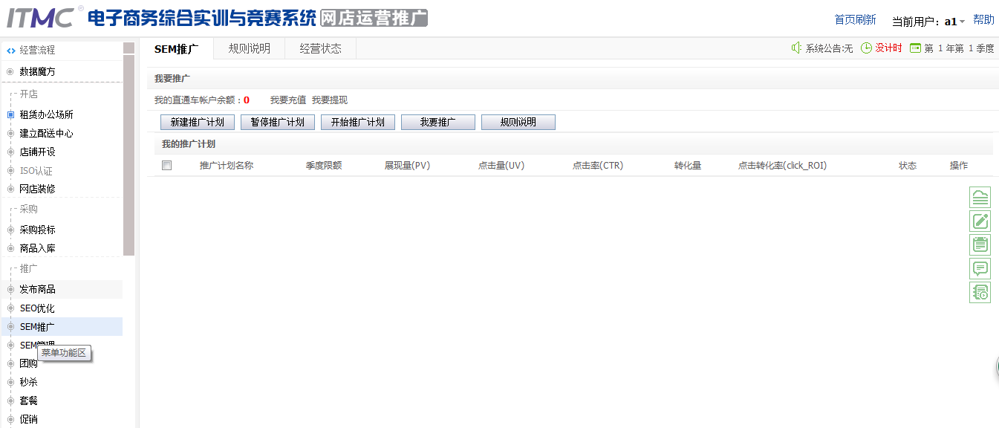 ITMC® 电子商务综合实训与竞赛系统 网店运营推广
首页刷新 当前用户：a1 帮助
经营流程
数据魔方
开店
租赁办公场所
建立配送中心
店铺开设
ISO认证
网店装修
采购
采购投标
商品入库
推广
发布商品
SEO优化
SEM推广
SEM管理
菜单功能区
团购
秒杀
套餐
促销
SEM推广 规则说明 经营状态
系统公告:无 没计时 第 1 年第 1 季度
我要推广
我的直通车帐户余额：0 我要充值 我要提现
新建推广计划 暂停推广计划 开始推广计划 我要推广 规则说明
我的推广计划
推广计划名称 季度限额 展现量(PV) 点击量(UV) 点击率(CTR) 转化量 点击转化率(click_ROI) 状态 操作